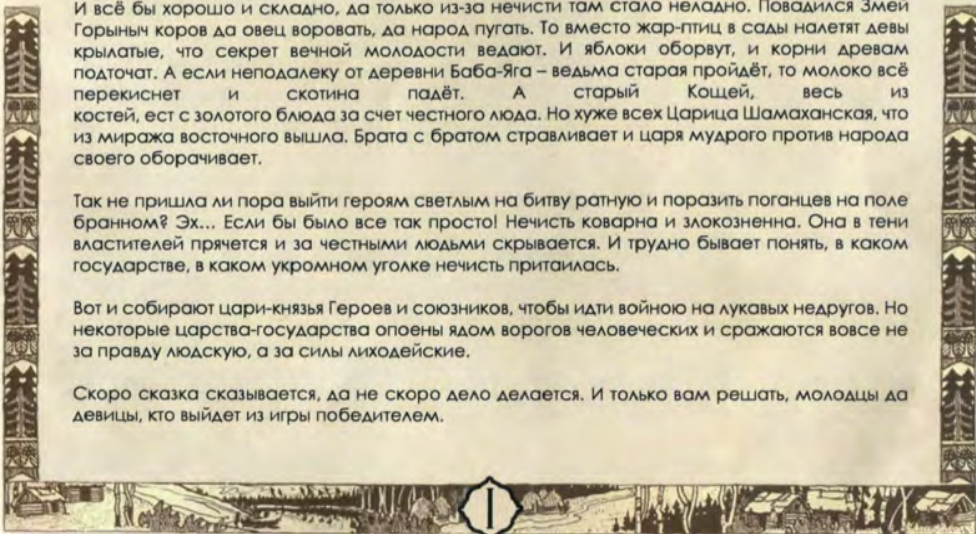 И всё бы хорошо и складно, да только из-за нечисти там стало неладно. Повадился Змей
Горыныч коров да овец воровать, да народ пугать. То вместо жар-птиц в сады налетят девы
крылатые, что секрет вечной молодости ведают. И яблоки оборвут, и корни древам
подточат. А если неподалеку от деревни Баба-Яга – ведьма старая пройдёт, то молоко всё
перекиснет и скотина падёт. А старый Кощей, весь из
костей, ест с золотого блюда за счет честного люда. Но хуже всех Царица Шамаханская, что
из миража восточного вышла. Брата с братом стравливает и царя мудрого против народа
своего оборачивает.
Так не пришла ли пора выйти героям светлым на битву ратную и поразить поганцев на поле
бранном? Эх... Если бы было все так просто! Нечисть коварна и злокозненна. Она в тени
властителей прячется и за честными людьми скрывается. И трудно бывает понять, в каком
государстве, в каком укромном уголке нечисть притаилась.
Вот и собирают цари-князья Героев и союзников, чтобы идти войною на лукавых недругов. Но
некоторые царства-государства опоены ядом ворогов человеческих и сражаются вовсе не
за правду людскую, а за силы лиходейские.
Скоро сказка сказывается, да не скоро дело делается. И только вам решать, молодцы да
девицы, кто выйдет из игры победителем.
I